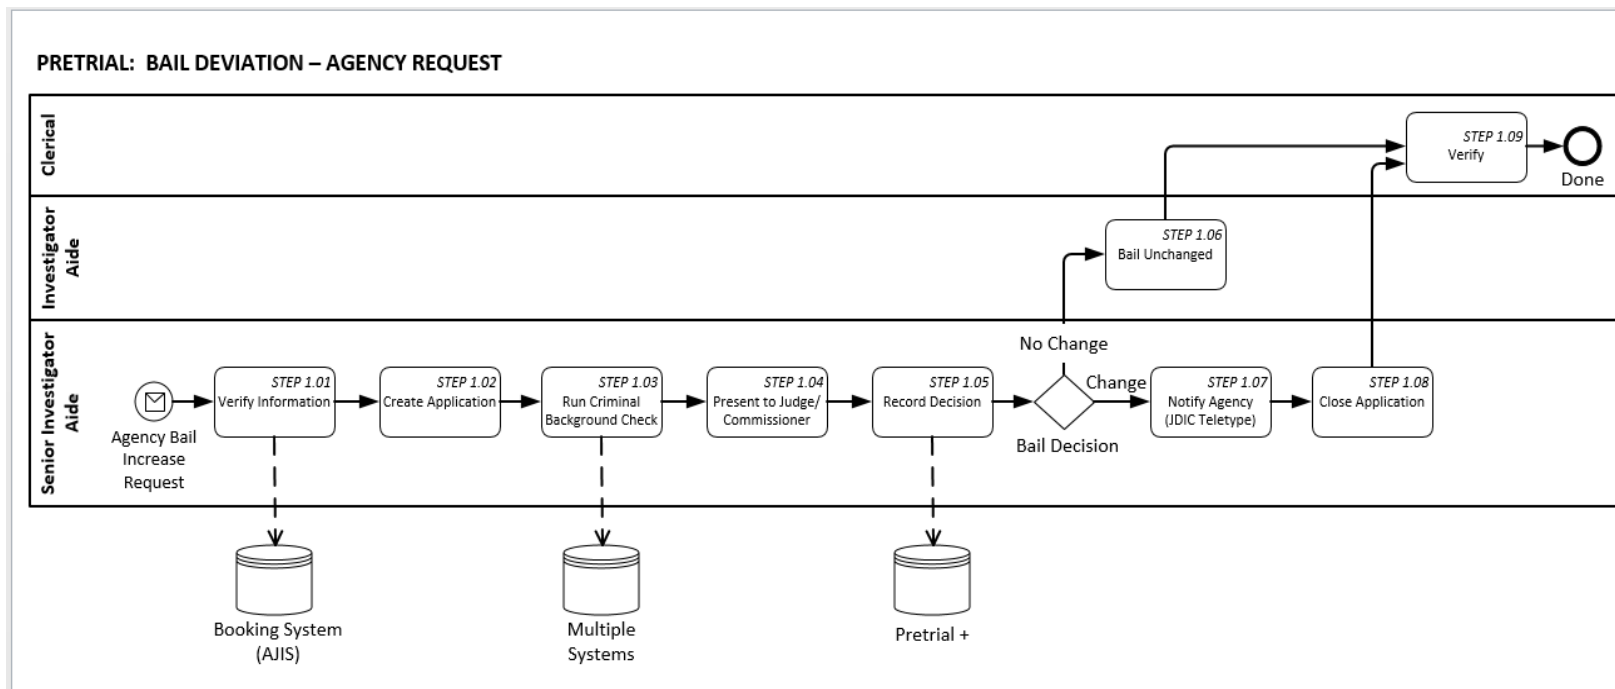 PRETRIAL: BAIL DEVIATION – AGENCY REQUEST
Clerical
STEP 1.09
Verify
Done
Investigator
Aide
STEP 1.06
Bail Unchanged
Senior Investigator
Aide
No Change
Agency Bail
Increase
Request
STEP 1.01
Verify Information
STEP 1.02
Create Application
STEP 1.03
Run Criminal
Background Check
STEP 1.04
Present to Judge/
Commissioner
STEP 1.05
Record Decision
Bail Decision
Change
STEP 1.07
Notify Agency
(JDIC Teletype)
STEP 1.08
Close Application
Booking System
(AJIS)
Multiple
Systems
Pretrial +